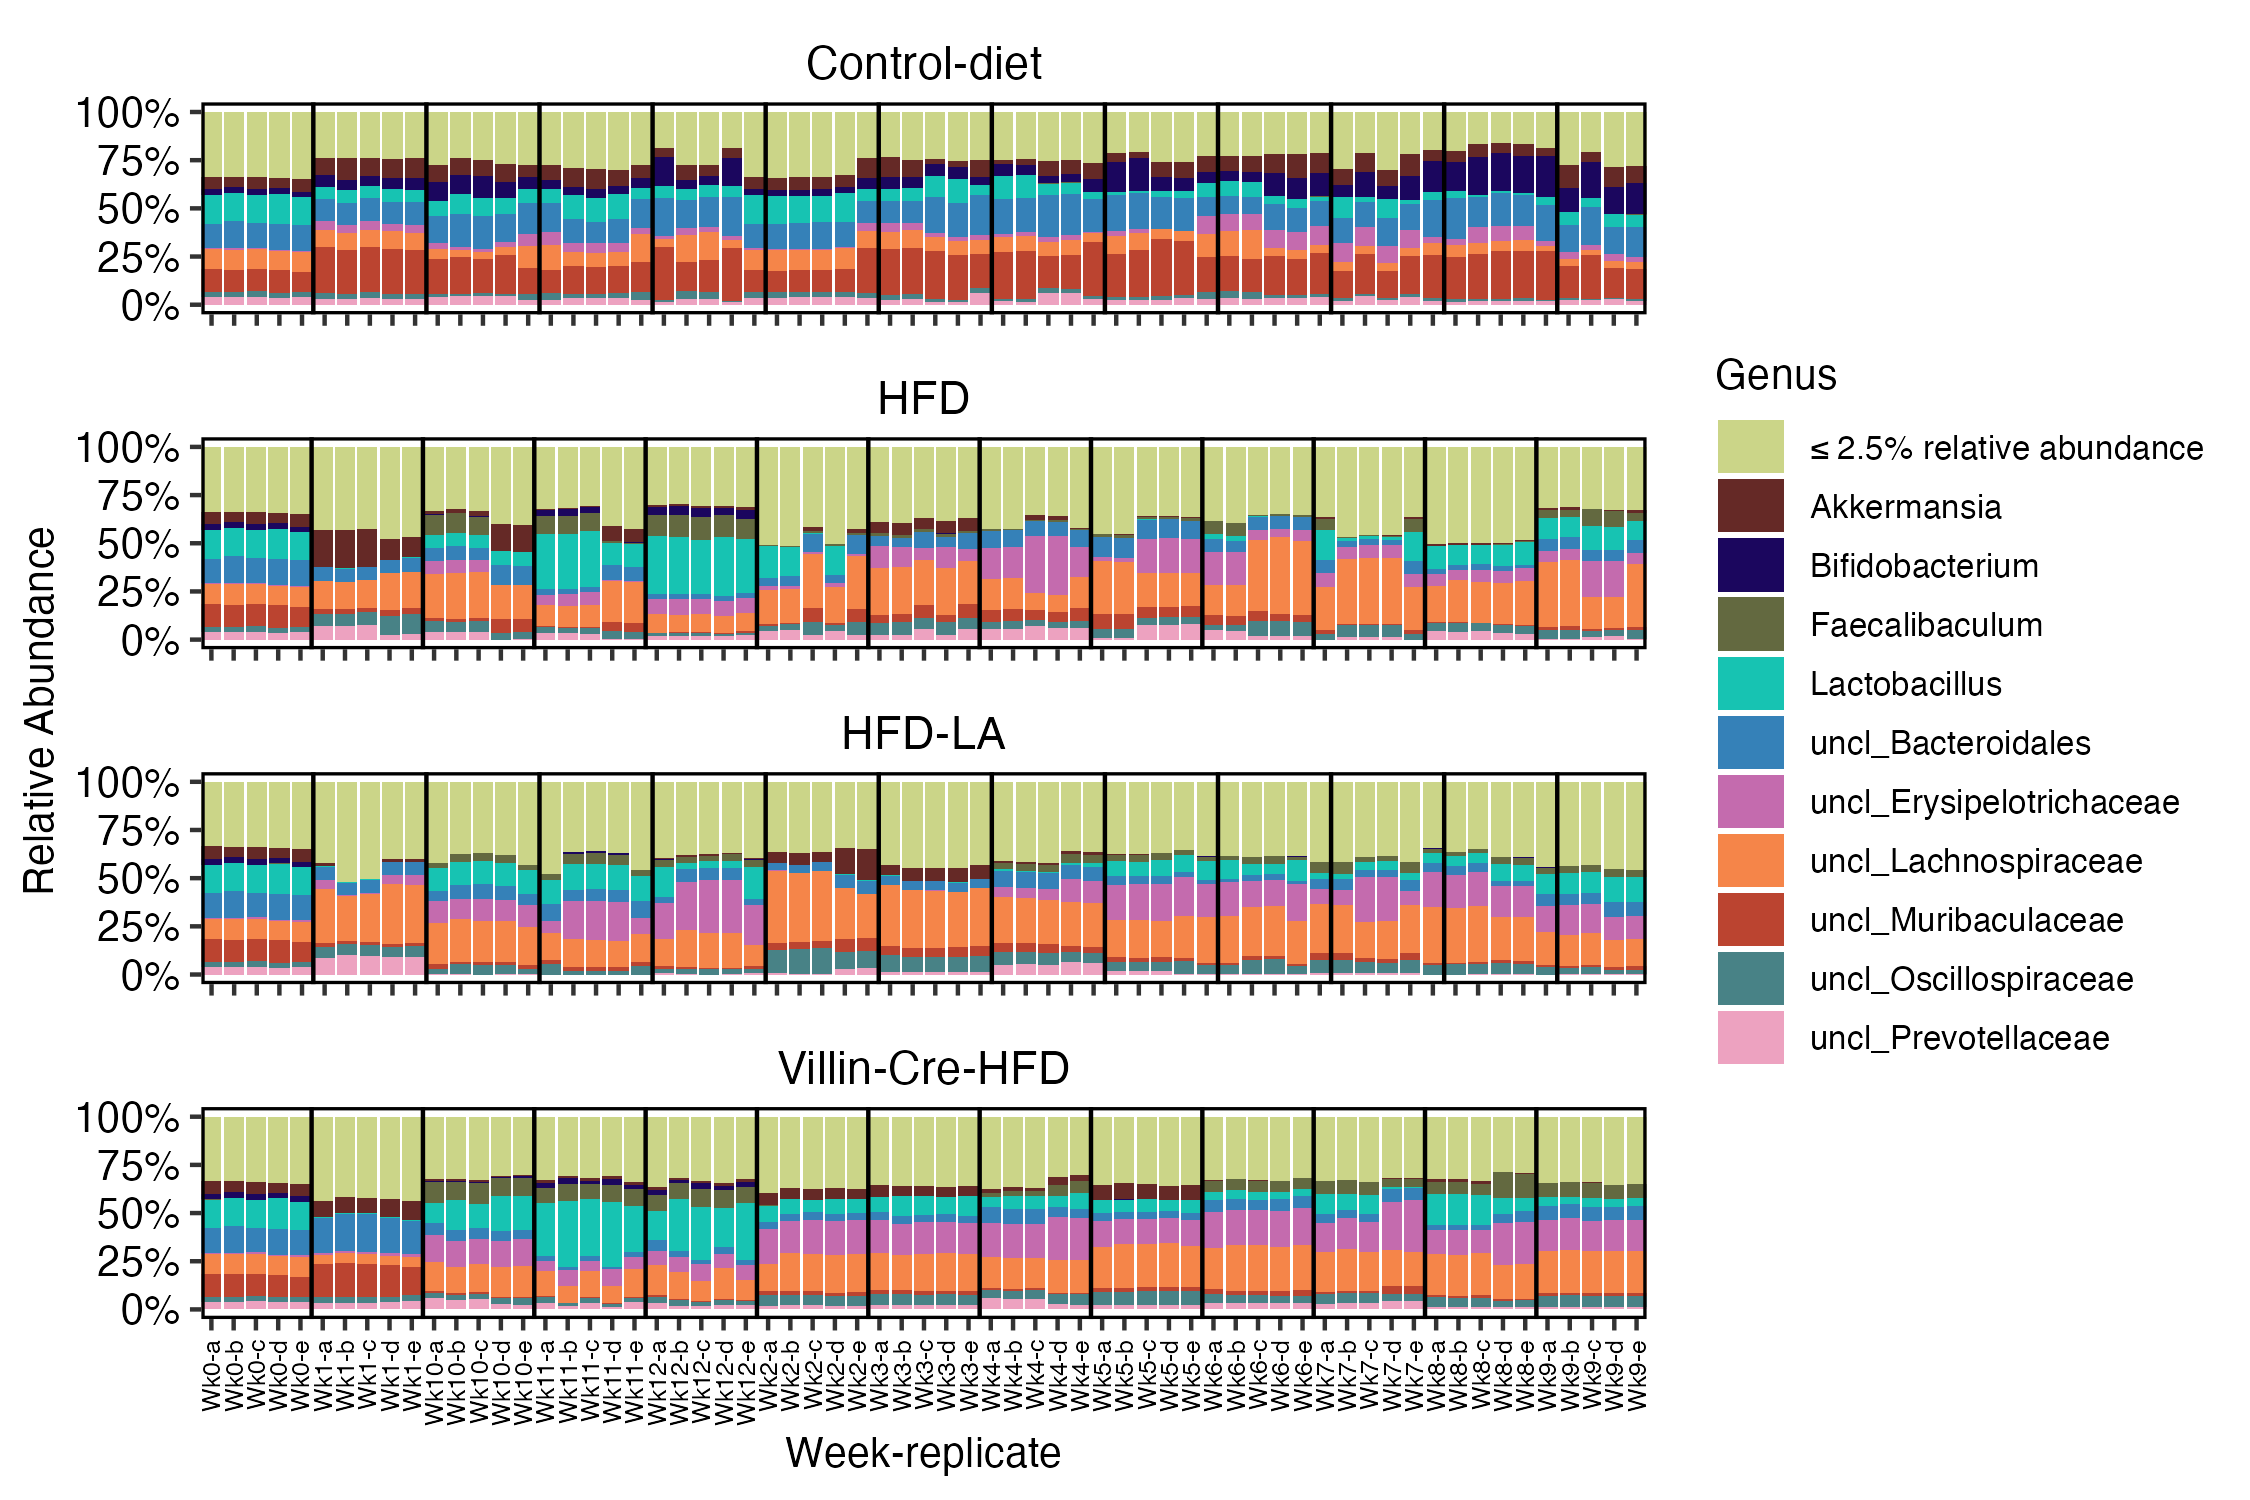 Control-diet
100%
75%
50%
25%
0%
HFD
100%
75%
50%
25%
0%
HFD-LA
100%
75%
50%
25%
0%
Villin-Cre-HFD
100%
75%
50%
25%
0%
Relative Abundance
Wk0-a
Wk0-b
Wk0-c
Wk0-d
Wk0-e
Wk1-a
Wk1-b
Wk1-c
Wk1-d
Wk1-e
Wk10-a
Wk10-b
Wk10-c
Wk10-d
Wk10-e
Wk11-a
Wk11-b
Wk11-c
Wk11-d
Wk11-e
Wk12-a
Wk12-b
Wk12-c
Wk12-d
Wk12-e
Wk2-a
Wk2-b
Wk2-c
Wk2-d
Wk2-e
Wk3-a
Wk3-b
Wk3-c
Wk3-d
Wk3-e
Wk4-a
Wk4-b
Wk4-c
Wk4-d
Wk4-e
Wk5-a
Wk5-b
Wk5-c
Wk5-d
Wk5-e
Wk6-a
Wk6-b
Wk6-c
Wk6-d
Wk6-e
Wk7-a
Wk7-b
Wk7-c
Wk7-d
Wk7-e
Wk8-a
Wk8-b
Wk8-c
Wk8-d
Wk8-e
Wk9-a
Wk9-b
Wk9-c
Wk9-d
Wk9-e
Week-replicate
Genus
≤ 2.5% relative abundance
Akkermansia
Bifidobacterium
Faecalibaculum
Lactobacillus
uncl_Bacteroidales
uncl_Erysipelotrichaceae
uncl_Lachnospiraceae
uncl_Muribaculaceae
uncl_Oscillospiraceae
uncl_Prevotellaceae